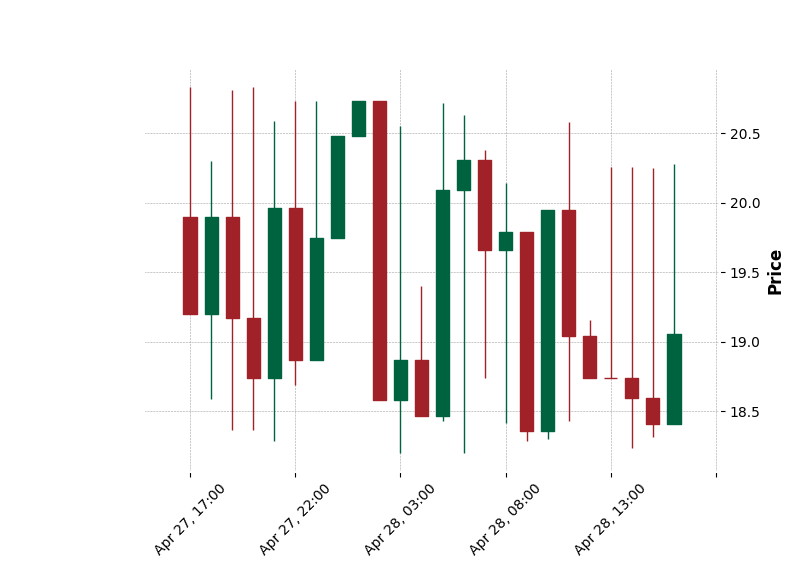 20.5
20.0
19.5
19.0
18.5
Price
Apr 27, 17:00
Apr 27, 22:00
Apr 28, 03:00
Apr 28, 08:00
Apr 28, 13:00